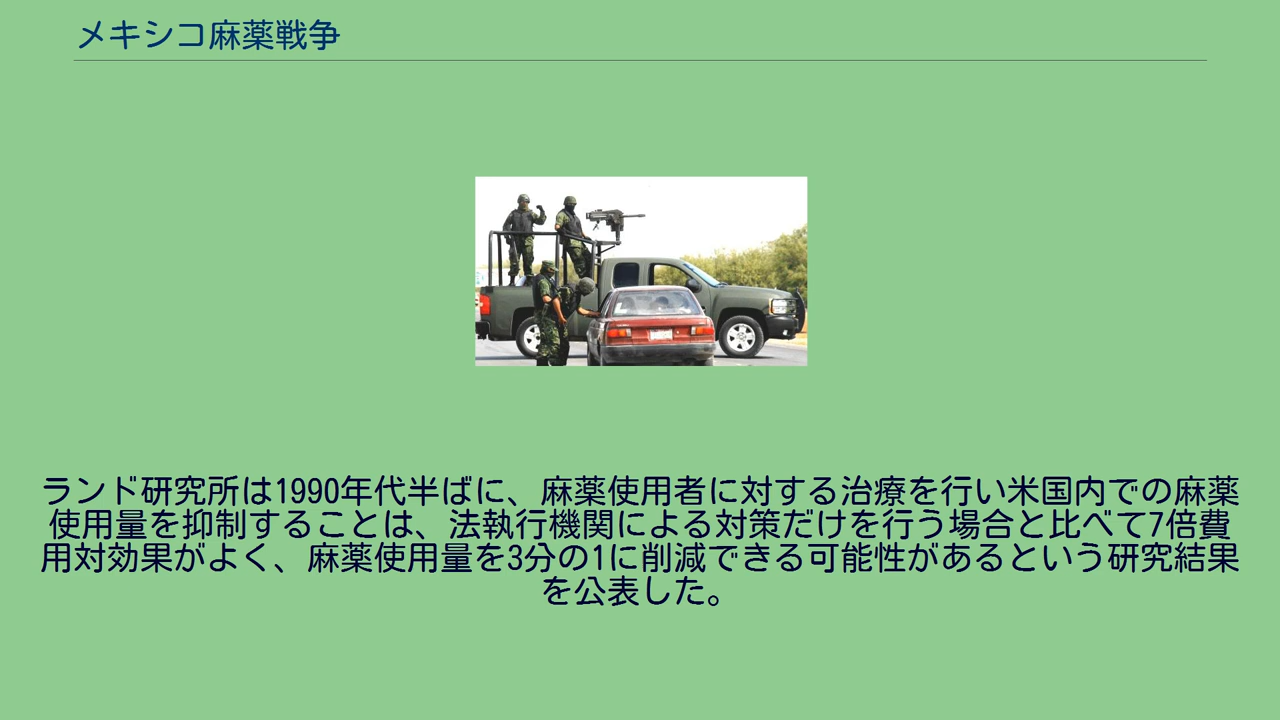 メキシコ麻薬戦争
ランド研究所は1990年代半ばに、麻薬使用者に対する治療を行い米国内での麻薬
使用量を抑制することは、法執行機関による対策だけを行う場合と比べて7倍費
用対効果がよく、麻薬使用量を3分の1に削減できる可能性があるという研究結果
を公表した。